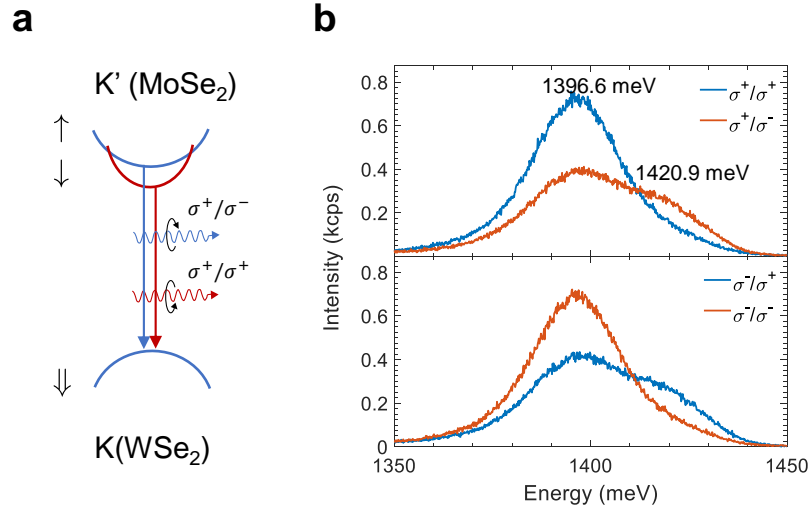 a
K' (MoSe₂)
↑
↓
σ⁺/σ⁻
σ⁺/σ⁺
⇓
K(WSe₂)
b
0.8
0.6
0.4
0.2
1396.6 meV
1420.9 meV
σ⁺/σ⁺
σ⁺/σ⁻
Intensity (kcps)
0.8
0.6
0.4
0.2
0
σ⁻/σ⁺
σ⁻/σ⁻
1350 1400 1450
Energy (meV)